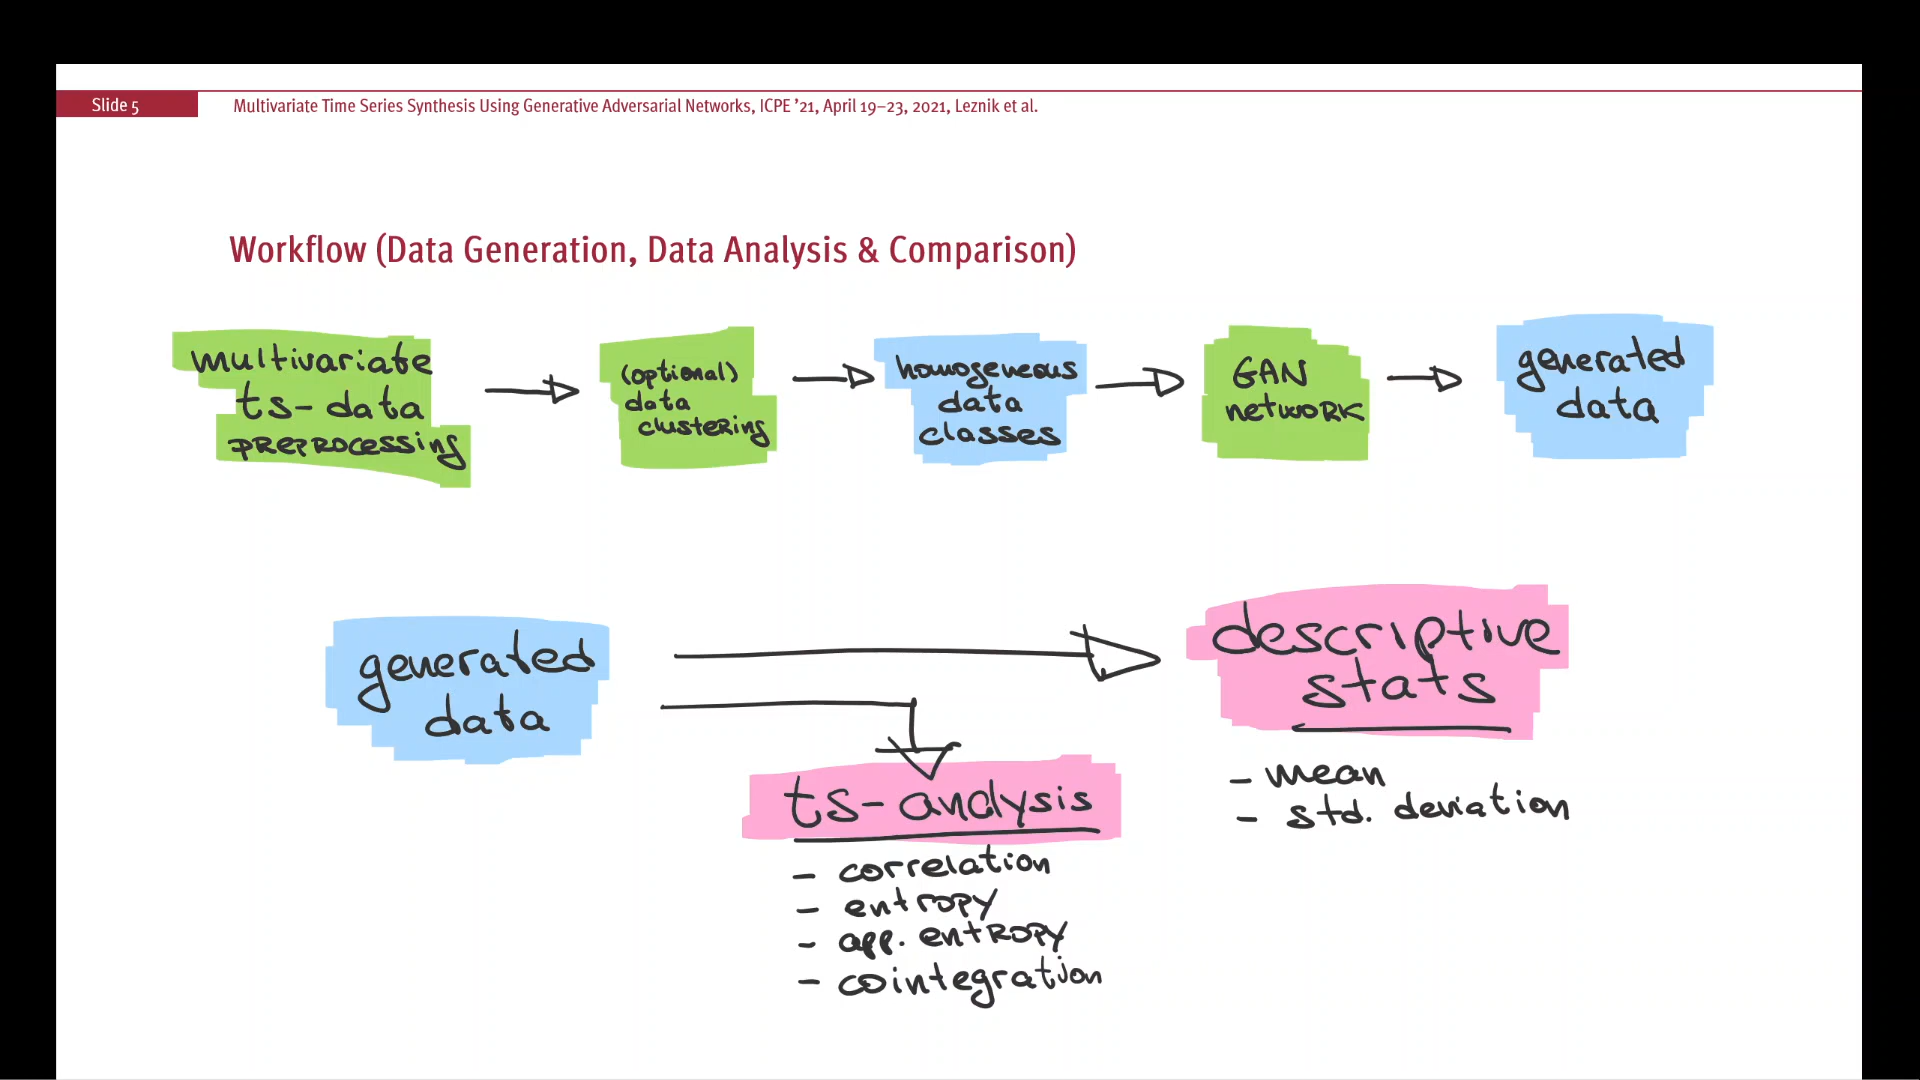 Slide 5
Multivariate Time Series Synthesis Using Generative Adversarial Networks, ICPE ’21, April 19–23, 2021, Leznik et al.
Workflow (Data Generation, Data Analysis & Comparison)
multivariate
ts-data
preprocessing
(optional)
data
clustering
homogeneous
data
classes
GAN
network
generated
data
generated
data
descriptive
stats
- mean
- std. deviation
ts-analysis
- correlation
- entropy
- app. entropy
- cointegration